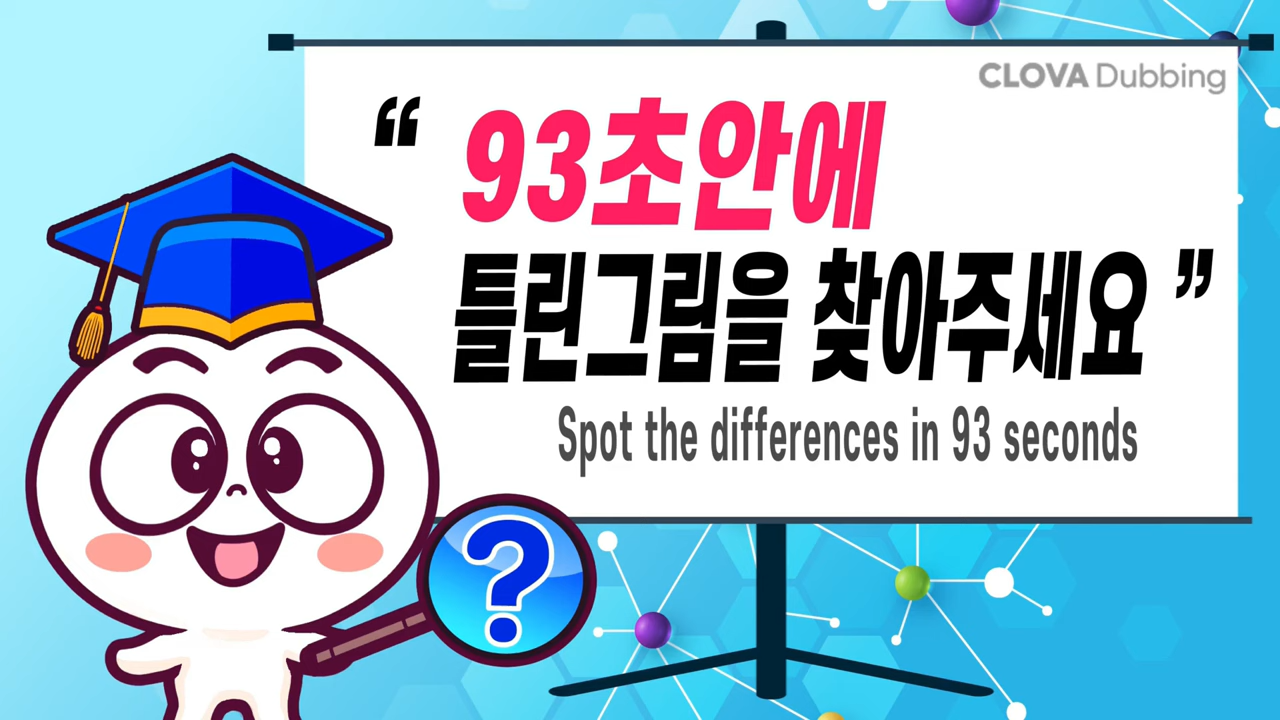 CLOVA Dubbing
“ 93초안에
틀린그림을 찾아주세요 ”
Spot the differences in 93 seconds
?